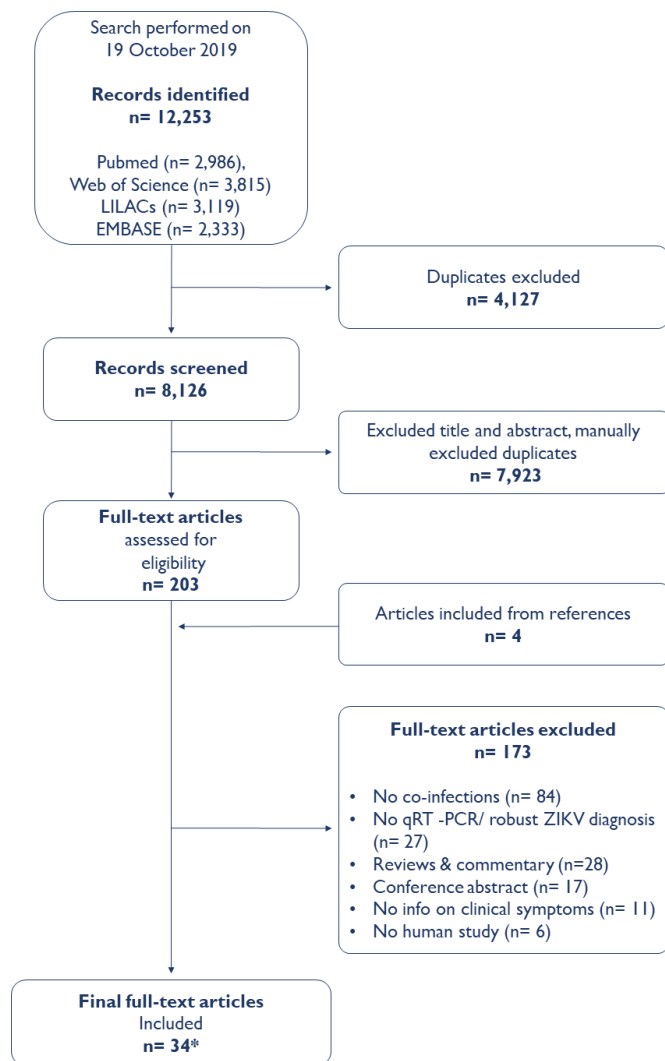 Search performed on
19 October 2019
Records identified
n= 12,253
Pubmed (n= 2,986),
Web of Science (n= 3,815)
LILACs (n= 3,119)
EMBASE (n= 2,333)
Duplicates excluded
n= 4,127
Records screened
n= 8,126
Excluded title and abstract, manually
excluded duplicates
n= 7,923
Full-text articles
assessed for
eligibility
n= 203
Articles included from references
n= 4
Full-text articles excluded
n= 173
• No co-infections (n= 84)
• No qRT -PCR/ robust ZIKV diagnosis
(n= 27)
• Reviews & commentary (n=28)
• Conference abstract (n= 17)
• No info on clinical symptoms (n= 11)
• No human study (n= 6)
Final full-text articles
Included
n= 34*